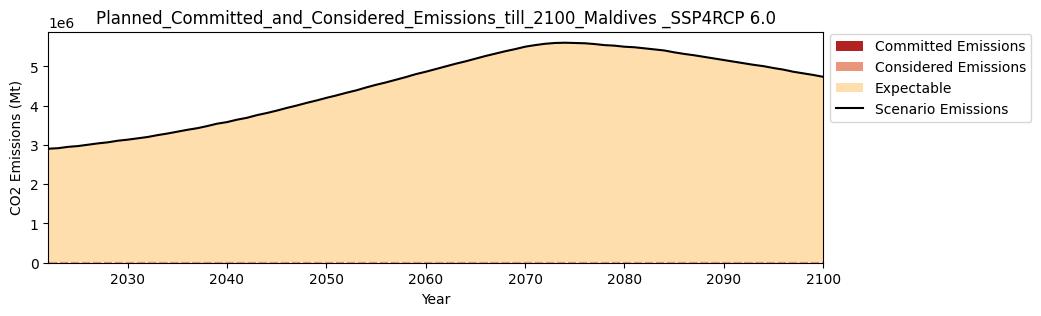 Planned_Committed_and_Considered_Emissions_till_2100_Maldives _SSP4RCP 6.0
1e6
Committed Emissions
Considered Emissions
Expectable
Scenario Emissions
CO2 Emissions (Mt)
5
4
3
2
1
0
2030 2040 2050 2060 2070 2080 2090 2100
Year